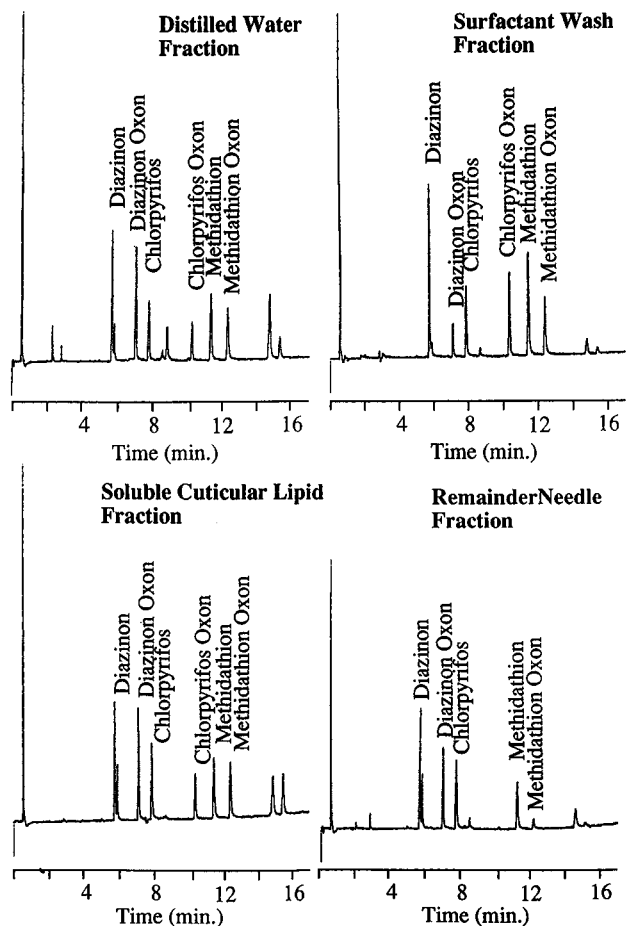 Distilled Water
Fraction
Diazinon
Diazinon Oxon
Chlorpyrifos
Chlorpyrifos Oxon
Methidathion
Methidathion Oxon
4 8 12 16
Time (min.)
Surfactant Wash
Fraction
Diazinon
Diazinon Oxon
Chlorpyrifos
Chlorpyrifos Oxon
Methidathion
Methidathion Oxon
4 8 12 16
Time (min.)
Soluble Cuticular Lipid
Fraction
Diazinon
Diazinon Oxon
Chlorpyrifos
Chlorpyrifos Oxon
Methidathion
Methidathion Oxon
4 8 12 16
Time (min.)
RemainderNeedle
Fraction
Diazinon
Diazinon Oxon
Chlorpyrifos
Methidathion
Methidathion Oxon
4 8 12 16
Time (min.)